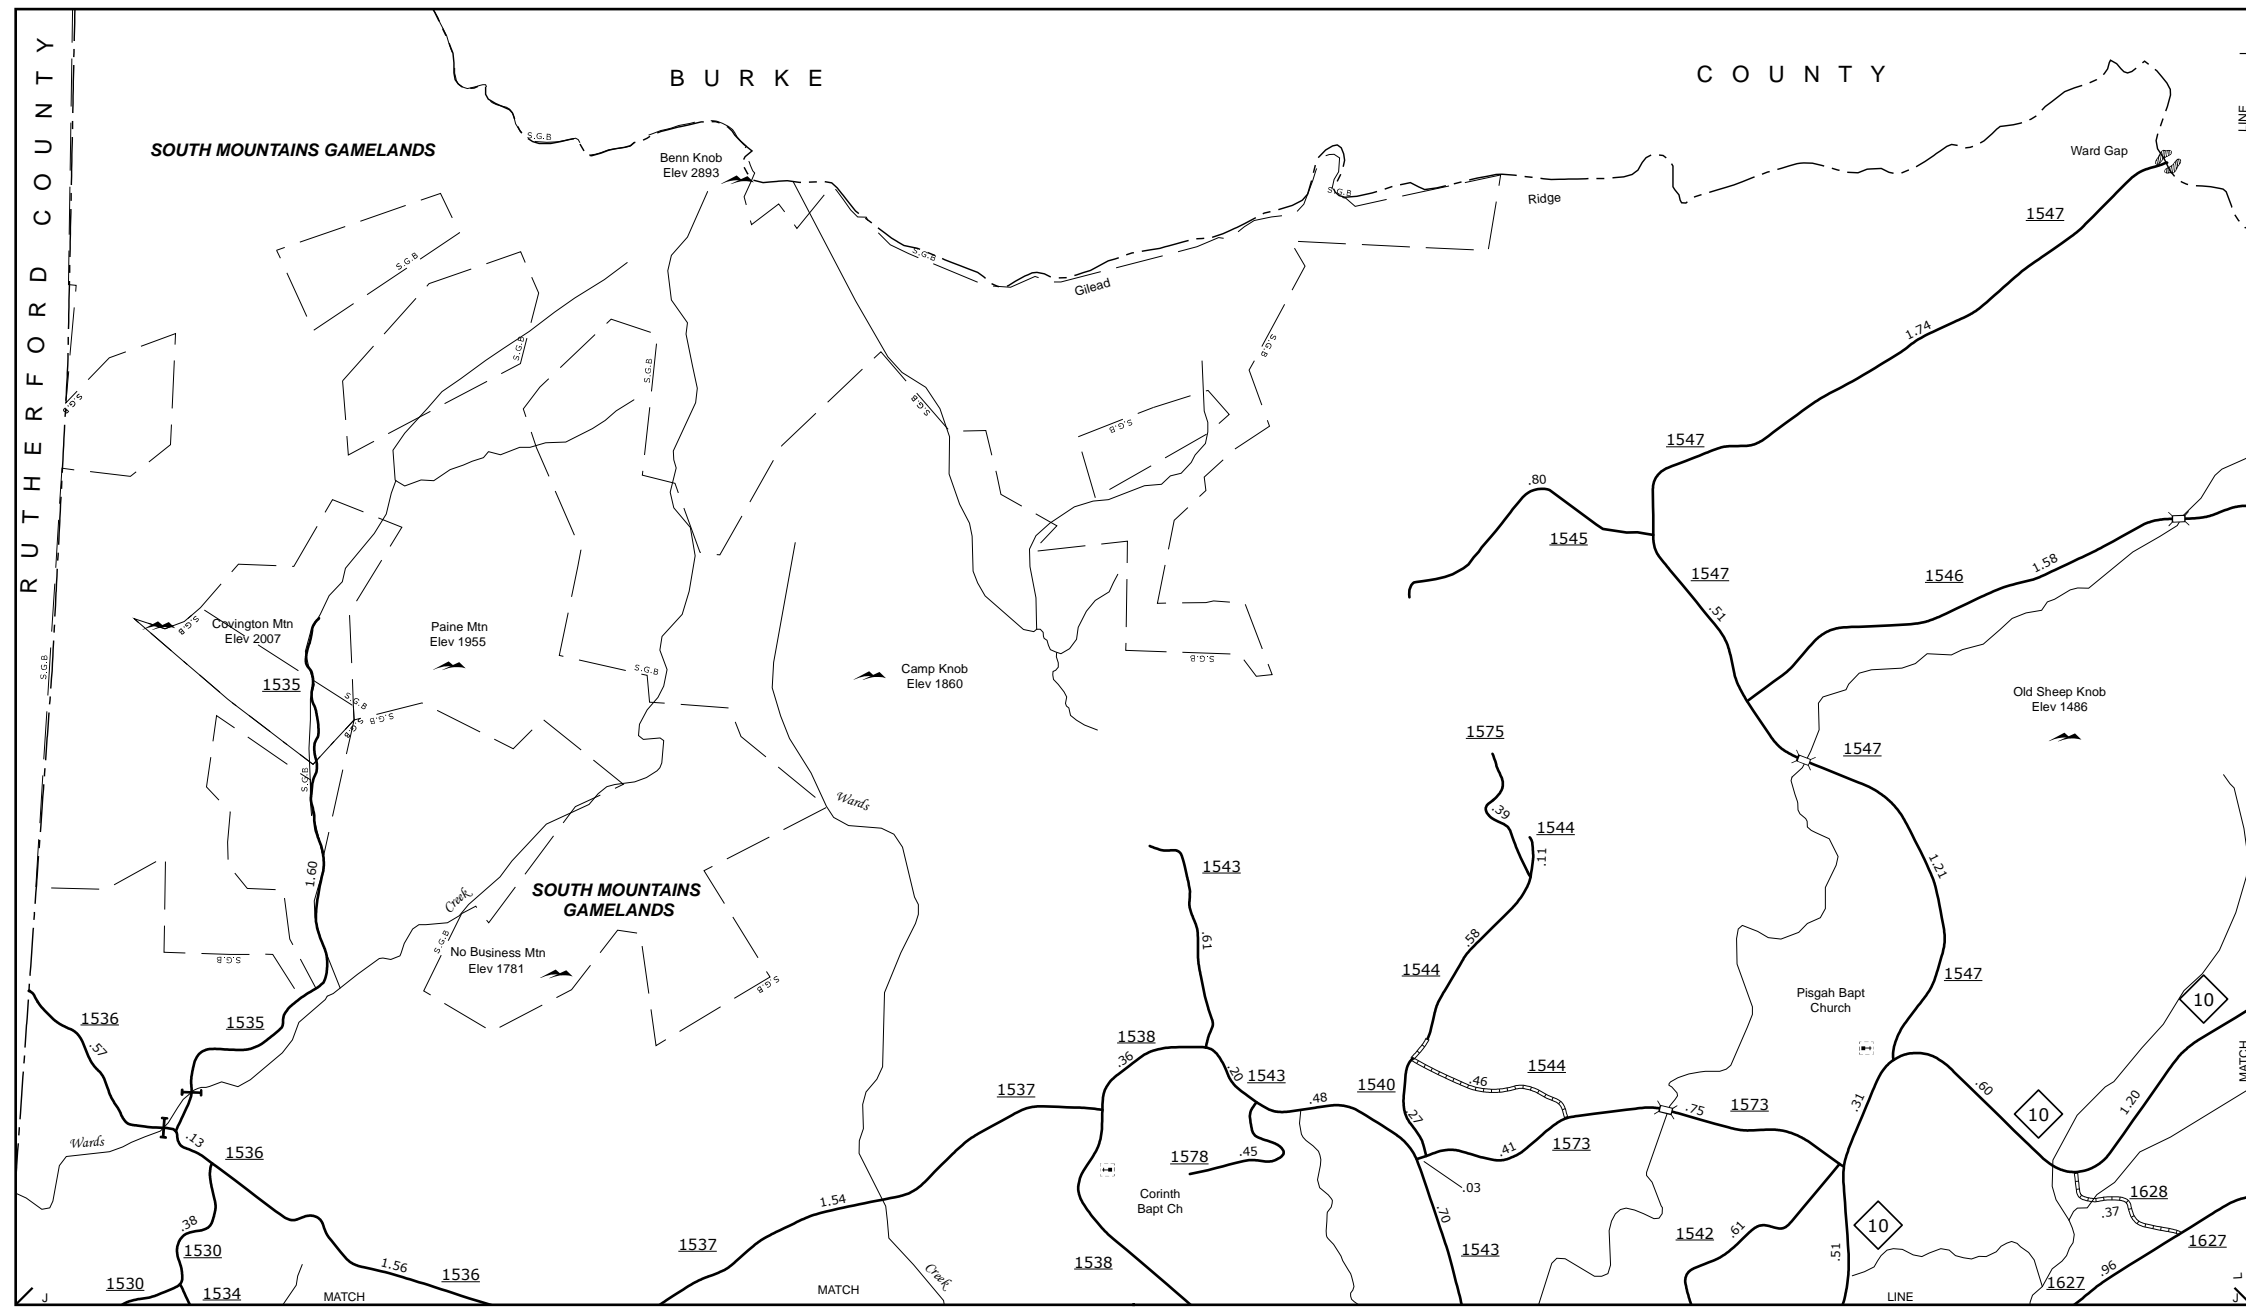 BURKE
COUNTY
RUTHERFORD COUNTY
SOUTH MOUNTAINS GAMELANDS
S.G.B
Benn Knob
Elev 2893
Ward Gap
LINE
L
S.G.B
Ridge
1547
S.G.B
S.G.B
Gilead
1.74
S.G.B
S.G.B
S.G.B
S.G.B
S.G.B
S.G.B
1547
.80
1545
1547
1546
1.58
.51
Covington Mtn
Elev 2007
S.G.B
Paine Mtn
Elev 1955
S.G.B
S.G.B
S.G.B
Camp Knob
Elev 1860
1535
S.G.B
S.G.B
S.G.B
Old Sheep Knob
Elev 1486
1575
1547
S.G.B
Wards
.39
1544
.11
1543
1.60
1.21
Creek
SOUTH MOUNTAINS
GAMELANDS
.61
.58
S.G.B
No Business Mtn
Elev 1781
S.G.B
S.G.B
1544
1547
Pisgah Bapt
Church
10
1536
1535
.57
1538
.36
1543
.20
1544
.46
1540
1537
.48
.27
.75
1573
.31
.60
10
1.20
MATCH
Wards
.13
1536
1578
.45
.41
1573
.03
Corinth
Bapt Ch
1.54
1628
.37
.38
1530
.70
.61
1542
10
1537
1543
.51
1627
1538
1.56
1536
Creek
.96
1530
1534
1627
J
MATCH
MATCH
LINE
J
L